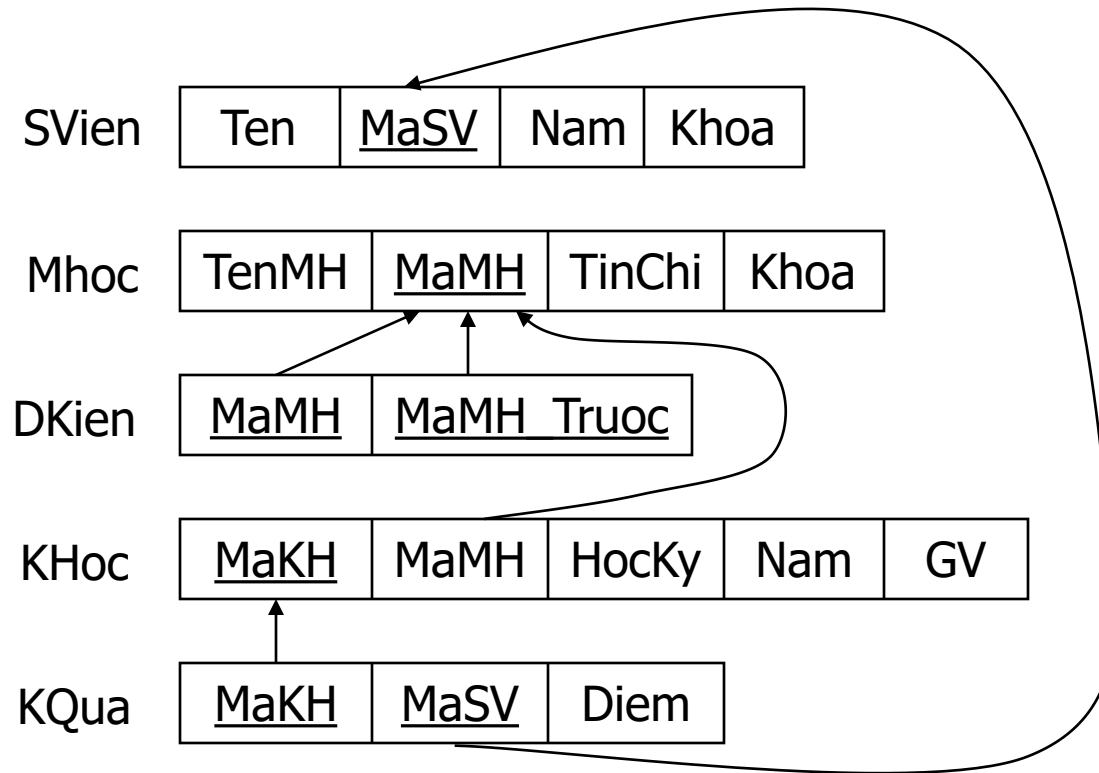 SVien Ten MaSV Nam Khoa
Mhoc TenMH MaMH TinChi Khoa
DKien MaMH MaMH_Truoc
KHoc MaKH MaMH HocKy Nam GV
KQua MaKH MaSV Diem